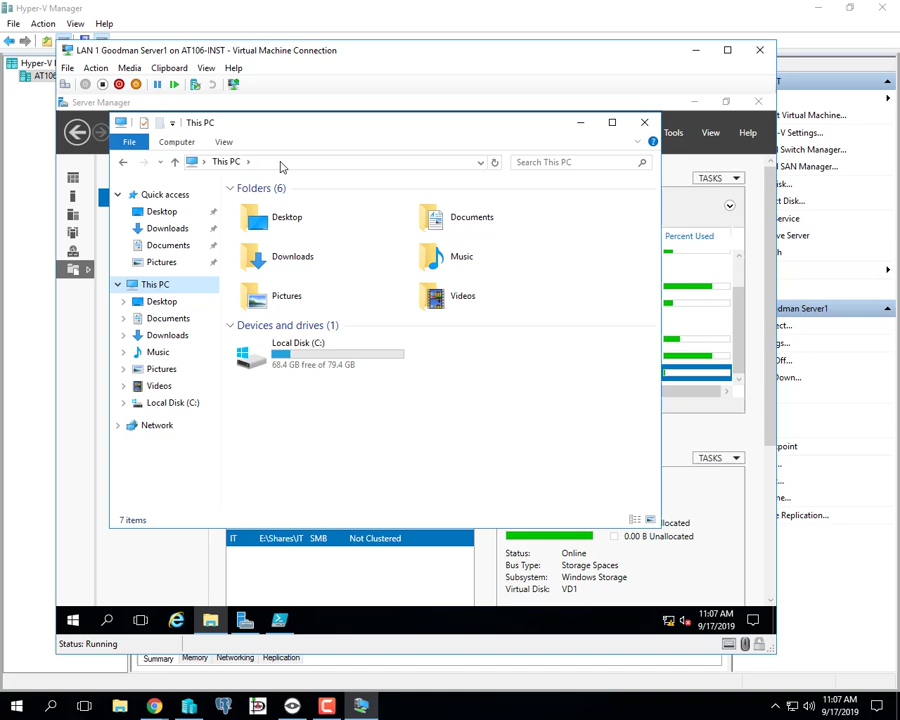 Hyper-V Manager
File Action View Help
Hyper-V
AT106
LAN 1 Goodman Server1 on AT106-INST - Virtual Machine Connection
File Action Media Clipboard View Help
Server Manager
Tools View Help
This PC
File Computer View
This PC
Search This PC
Quick access
Desktop
Downloads
Documents
Pictures
This PC
Desktop
Documents
Downloads
Music
Pictures
Videos
Local Disk (C:)
Network
Folders (6)
Desktop
Documents
Downloads
Music
Pictures
Videos
Devices and drives (1)
Local Disk (C:)
68.4 GB free of 79.4 GB
7 items
TASKS
Percent Used
TASKS
located
0.00 B Unallocated
IT E:\Shares\IT SMB Not Clustered
Status: Online
Bus Type: Storage Spaces
Subsystem: Windows Storage
Virtual Disk: VD1
11:07 AM
9/17/2019
Status: Running
Summary Memory Networking Replication
T
t Virtual Machine...
-V Settings...
l Switch Manager...
l SAN Manager...
isk...
ct Disk...
ervice
ve Server
h
dman Server1
ct...
gs...
Off...
Down...
point
..
e...
e Replication...
11:07 AM
9/17/2019